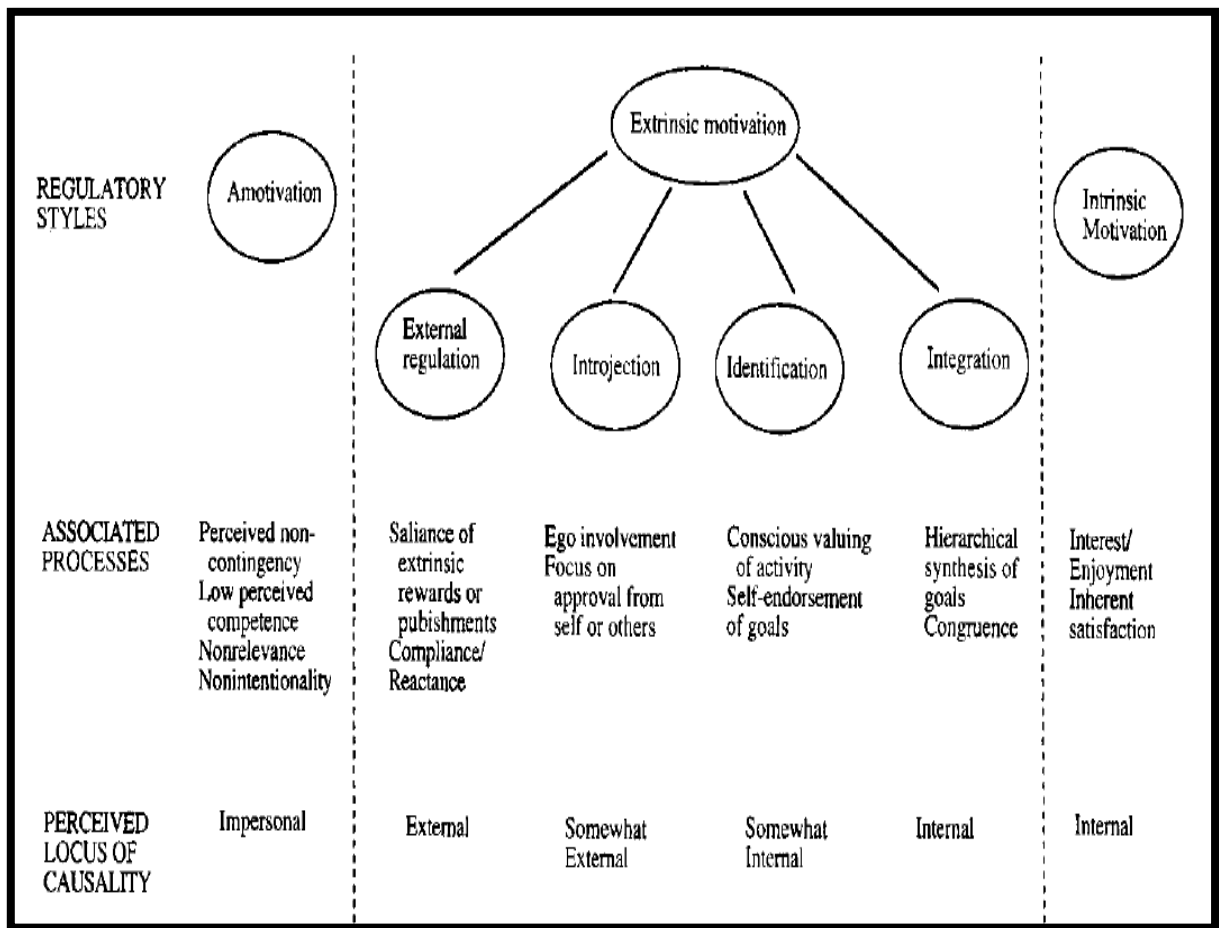 Extrinsic motivation
REGULATORY
STYLES
Amotivation
Intrinsic
Motivation
External
regulation
Introjection
Identification
Integration
ASSOCIATED
PROCESSES
Perceived non-
contingency
Low perceived
competence
Nonrelevance
Nonintentionality
Saliance of
extrinsic
rewards or
pubishments
Compliance/
Reactance
Ego involvement
Focus on
approval from
self or others
Conscious valuing
of activity
Self-endorsement
of goals
Hierarchical
synthesis of
goals
Congruence
Interest/
Enjoyment
Inherent
satisfaction
PERCEIVED
LOCUS OF
CAUSALITY
Impersonal
External
Somewhat
External
Somewhat
Internal
Internal
Internal